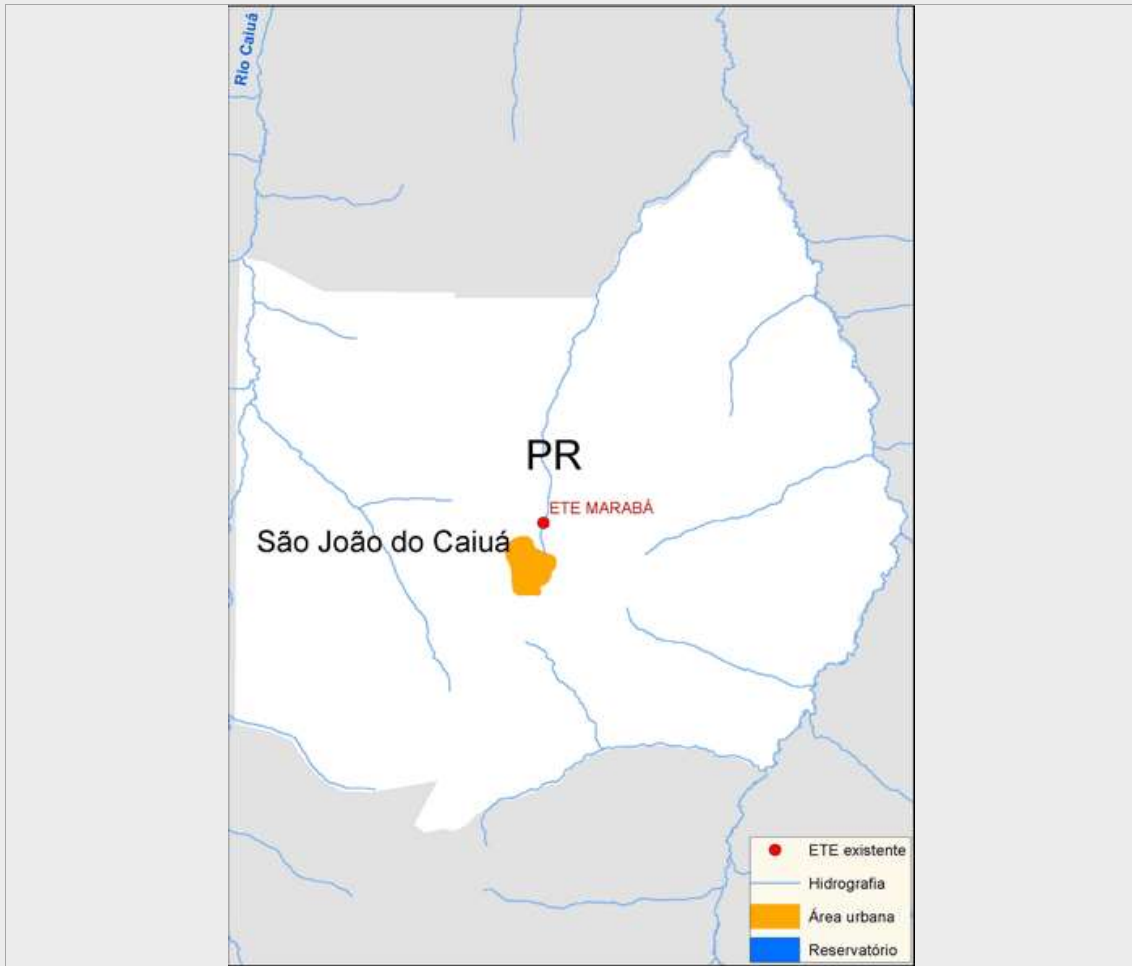 Rio Caiuá
PR
ETE MARABÁ
São João do Caiuá
ETE existente
Hidrografia
Área urbana
Reservatório